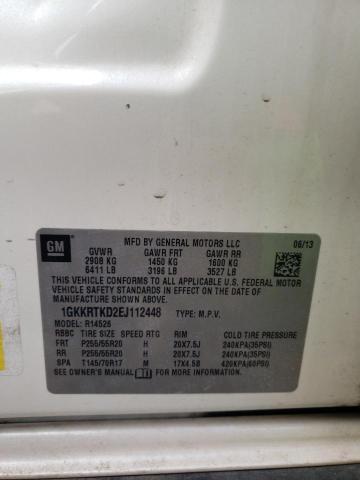 GM
MFD BY GENERAL MOTORS LLC 06/13
GVWR GAWR FRT GAWR RR
2908 KG 1450 KG 1600 KG
6411 LB 3196 LB 3527 LB
THIS VEHICLE CONFORMS TO ALL APPLICABLE U.S. FEDERAL MOTOR
VEHICLE SAFETY AND THEFT PREVENTION STANDARDS IN EFFECT ON
THE DATE OF MANUFACTURE SHOWN ABOVE.
1GKKRTKD2EJ112448 TYPE: M.P.V.
MODEL: R14526
RBBC TIRE SIZE SPEED RTG RIM COLD TIRE PRESSURE
FRT P255/55R20 H 20X7.5J 240KPA(35PSI)
RR P255/55R20 H 20X7.5J 240KPA(35PSI)
SPA T145/70R17 M 17X4.5B 420KPA(60PSI)
SEE OWNER'S MANUAL FOR MORE INFORMATION.